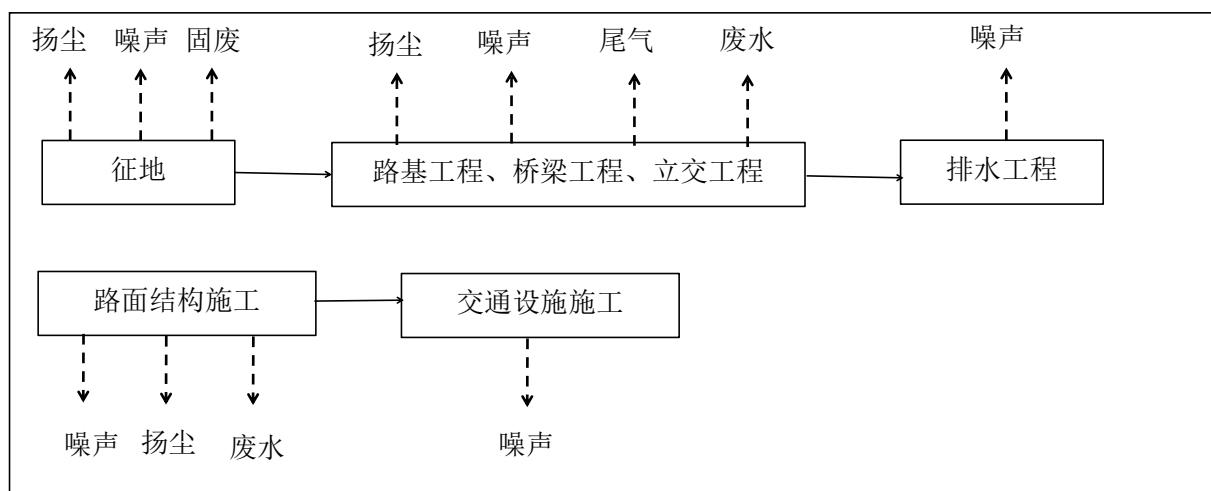 扬尘 噪声 固废 扬尘 噪声 尾气 废水 噪声
征地 路基工程、桥梁工程、立交工程 排水工程
路面结构施工 交通设施施工
噪声 扬尘 废水 噪声